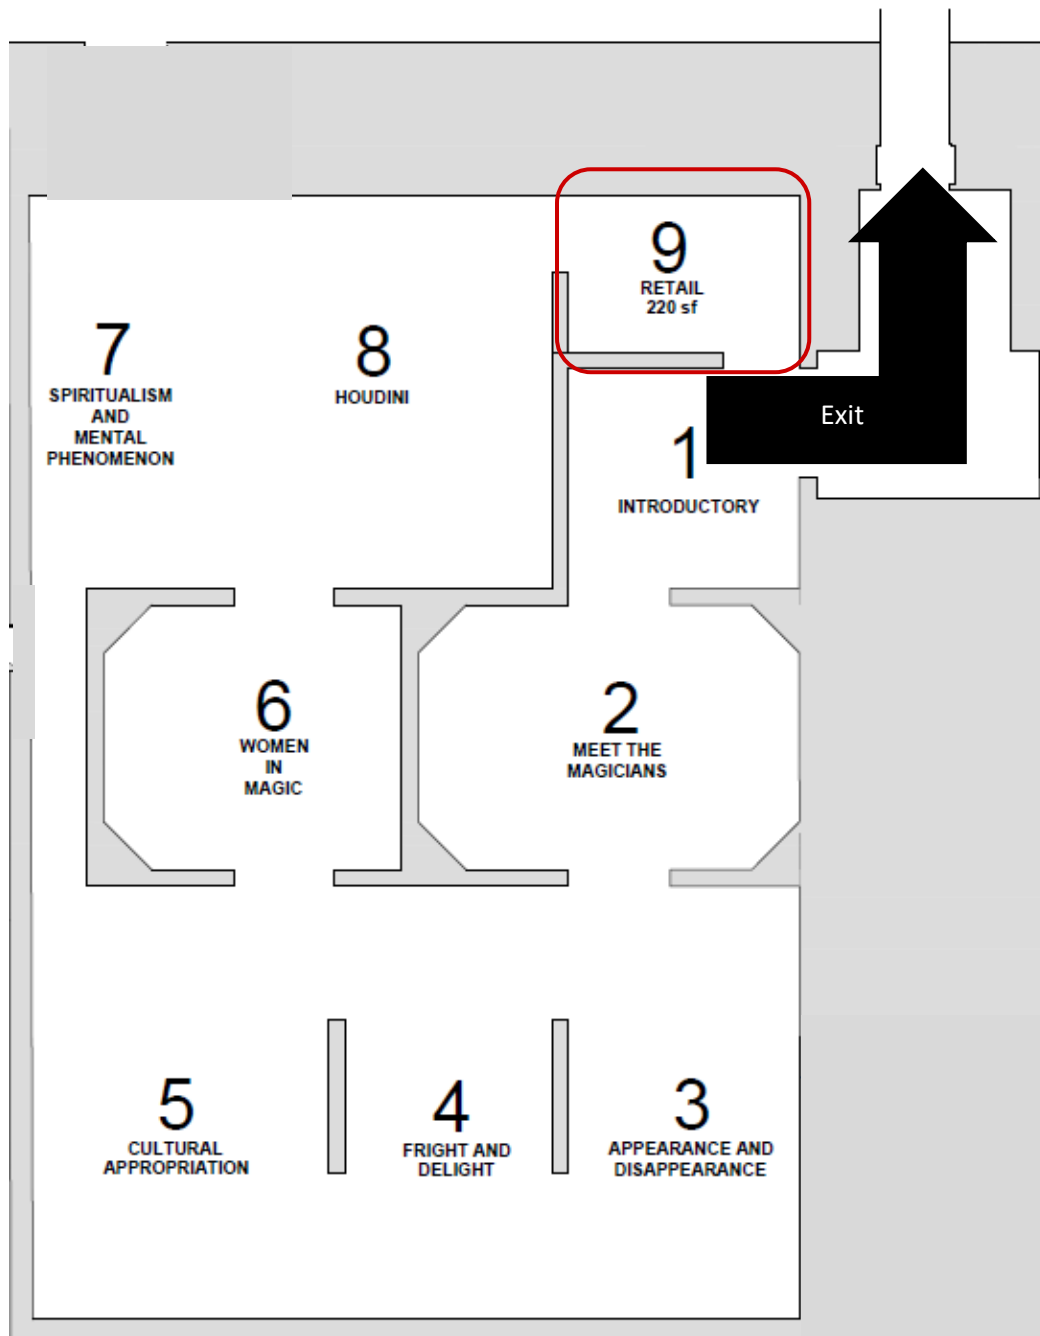 9
RETAIL
220 sf
7
SPIRITUALISM
AND
MENTAL
PHENOMENON
8
HOUDINI
Exit
1
INTRODUCTORY
6
WOMEN
IN
MAGIC
2
MEET THE
MAGICIANS
5
CULTURAL
APPROPRIATION
4
FRIGHT AND
DELIGHT
3
APPEARANCE AND
DISAPPEARANCE